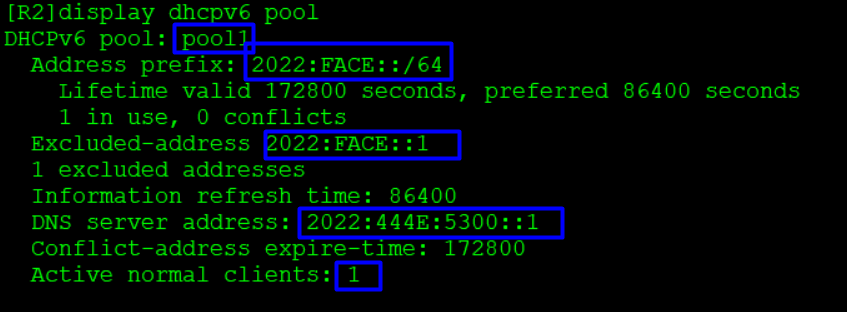 [R2]display dhcpv6 pool
DHCPv6 pool: pool1
Address prefix: 2022:FACE::/64
Lifetime valid 172800 seconds, preferred 86400 seconds
1 in use, 0 conflicts
Excluded-address 2022:FACE::1
1 excluded addresses
Information refresh time: 86400
DNS server address: 2022:444E:5300::1
Conflict-address expire-time: 172800
Active normal clients: 1